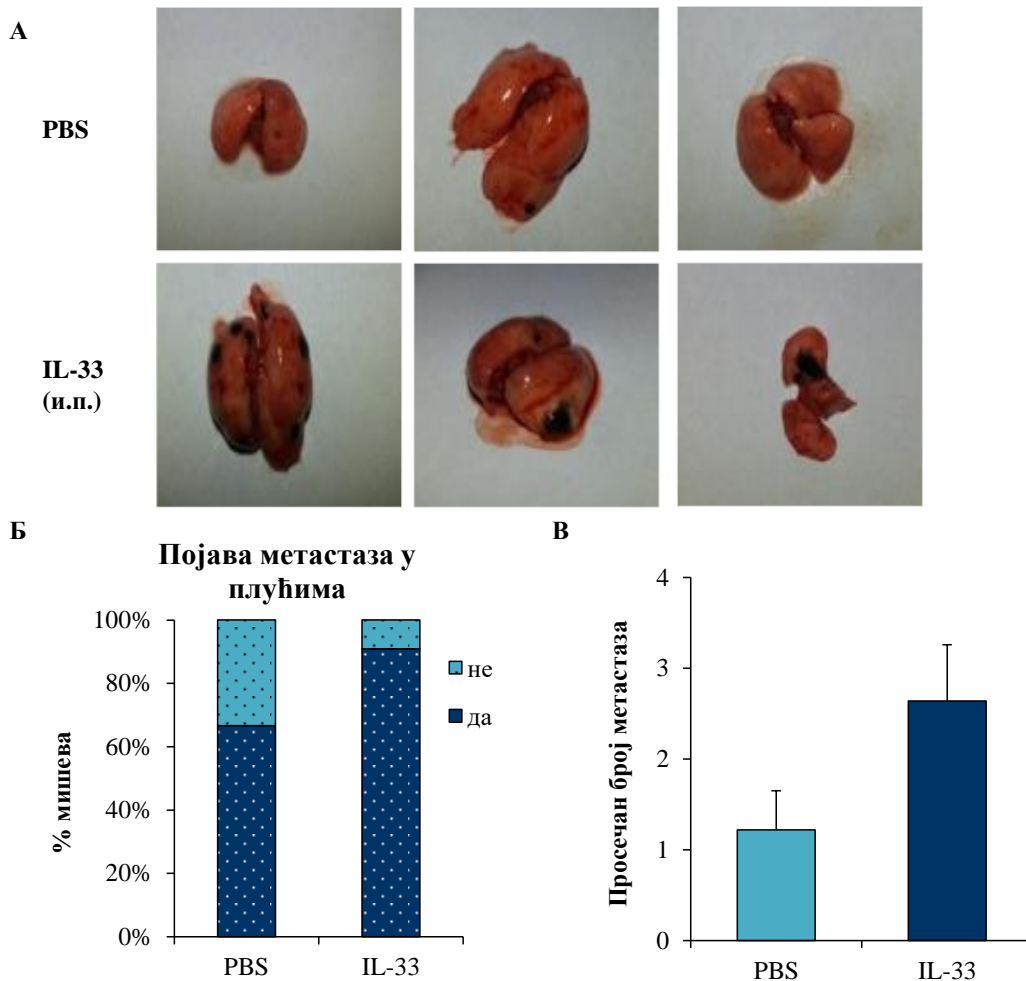 А
PBS
IL-33
(и.п.)
Б
Појава метастаза у
плућима
% мишева
100%
80%
60%
40%
20%
0%
PBS
IL-33
не
да
В
Просечан број метастаза
4
3
2
1
0
PBS
IL-33